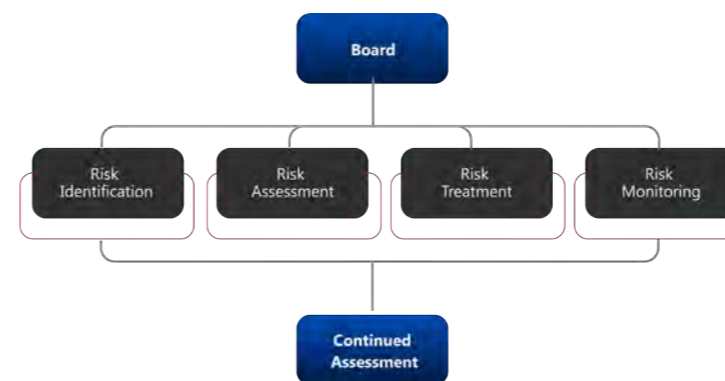 Board
Risk
Identification
Risk
Assessment
Risk
Treatment
Risk
Monitoring
Continued
Assessment